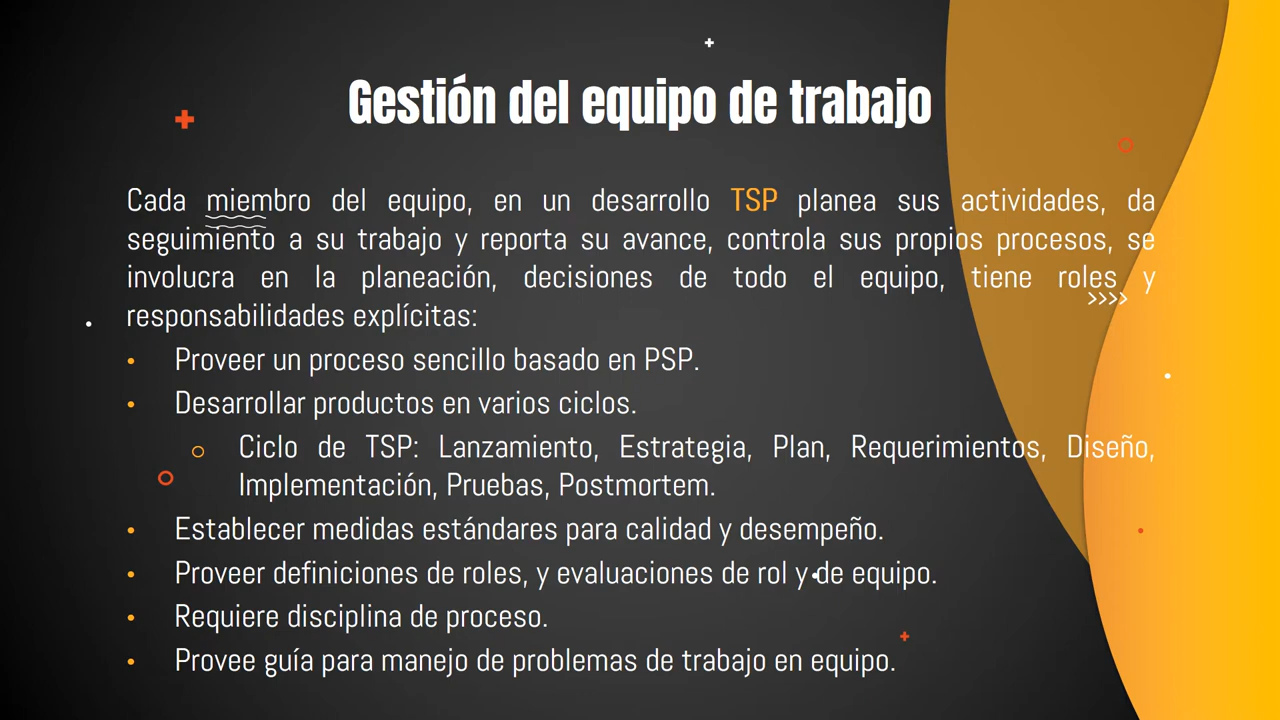 Gestión del equipo de trabajo
Cada miembro del equipo, en un desarrollo TSP planea sus actividades, da
seguimiento a su trabajo y reporta su avance, controla sus propios procesos, se
involucra en la planeación, decisiones de todo el equipo, tiene roles y
responsabilidades explícitas:
• Proveer un proceso sencillo basado en PSP.
• Desarrollar productos en varios ciclos.
o Ciclo de TSP: Lanzamiento, Estrategia, Plan, Requerimientos, Diseño,
Implementación, Pruebas, Postmortem.
• Establecer medidas estándares para calidad y desempeño.
• Proveer definiciones de roles, y evaluaciones de rol y de equipo.
• Requiere disciplina de proceso.
• Provee guía para manejo de problemas de trabajo en equipo.